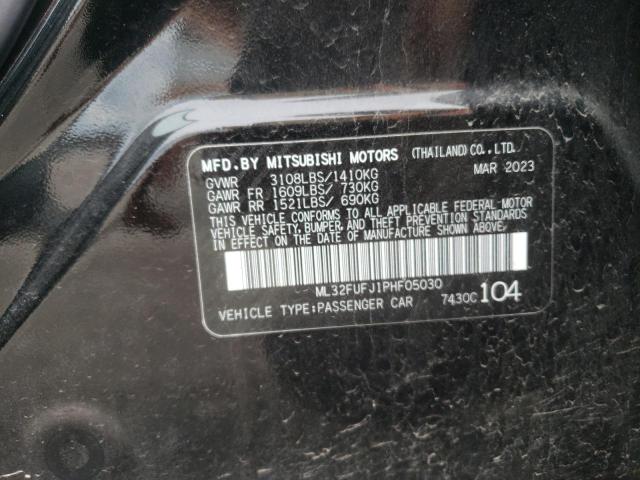 MFD.BY MITSUBISHI MOTORS (THAILAND)CO.,LTD.
GVWR 3108LBS/1410KG MAR 2023
GAWR FR 1609LBS/ 730KG
GAWR RR 1521LBS/ 690KG
THIS VEHICLE CONFORMS TO ALL APPLICABLE FEDERAL MOTOR
VEHICLE SAFETY, BUMPER, AND THEFT PREVENTION STANDARDS
IN EFFECT ON THE DATE OF MANUFACTURE SHOWN ABOVE.
ML32FUFJ1PHF05030
VEHICLE TYPE:PASSENGER CAR 7430C 104